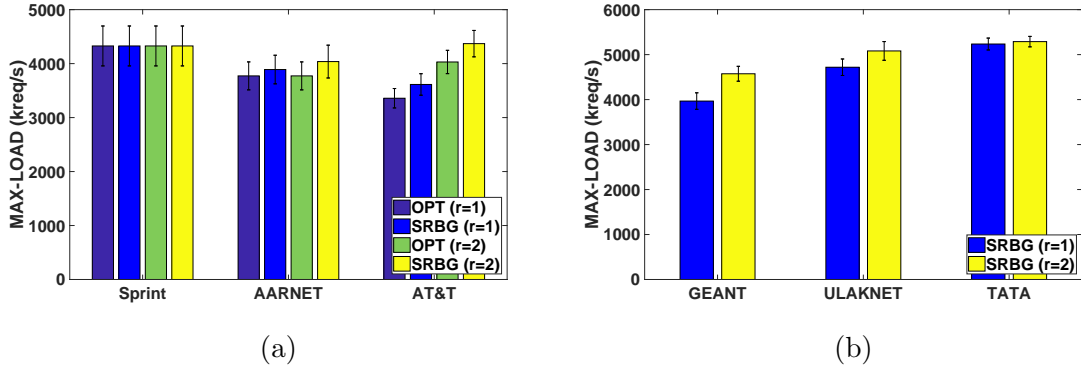 5000
4000
3000
2000
1000
0
MAX-LOAD (kreq/s)
OPT (r=1)
SRBG (r=1)
OPT (r=2)
SRBG (r=2)
Sprint AARNET AT&T
(a)
6000
5000
4000
3000
2000
1000
0
MAX-LOAD (kreq/s)
SRBG (r=1)
SRBG (r=2)
GEANT ULAKNET TATA
(b)